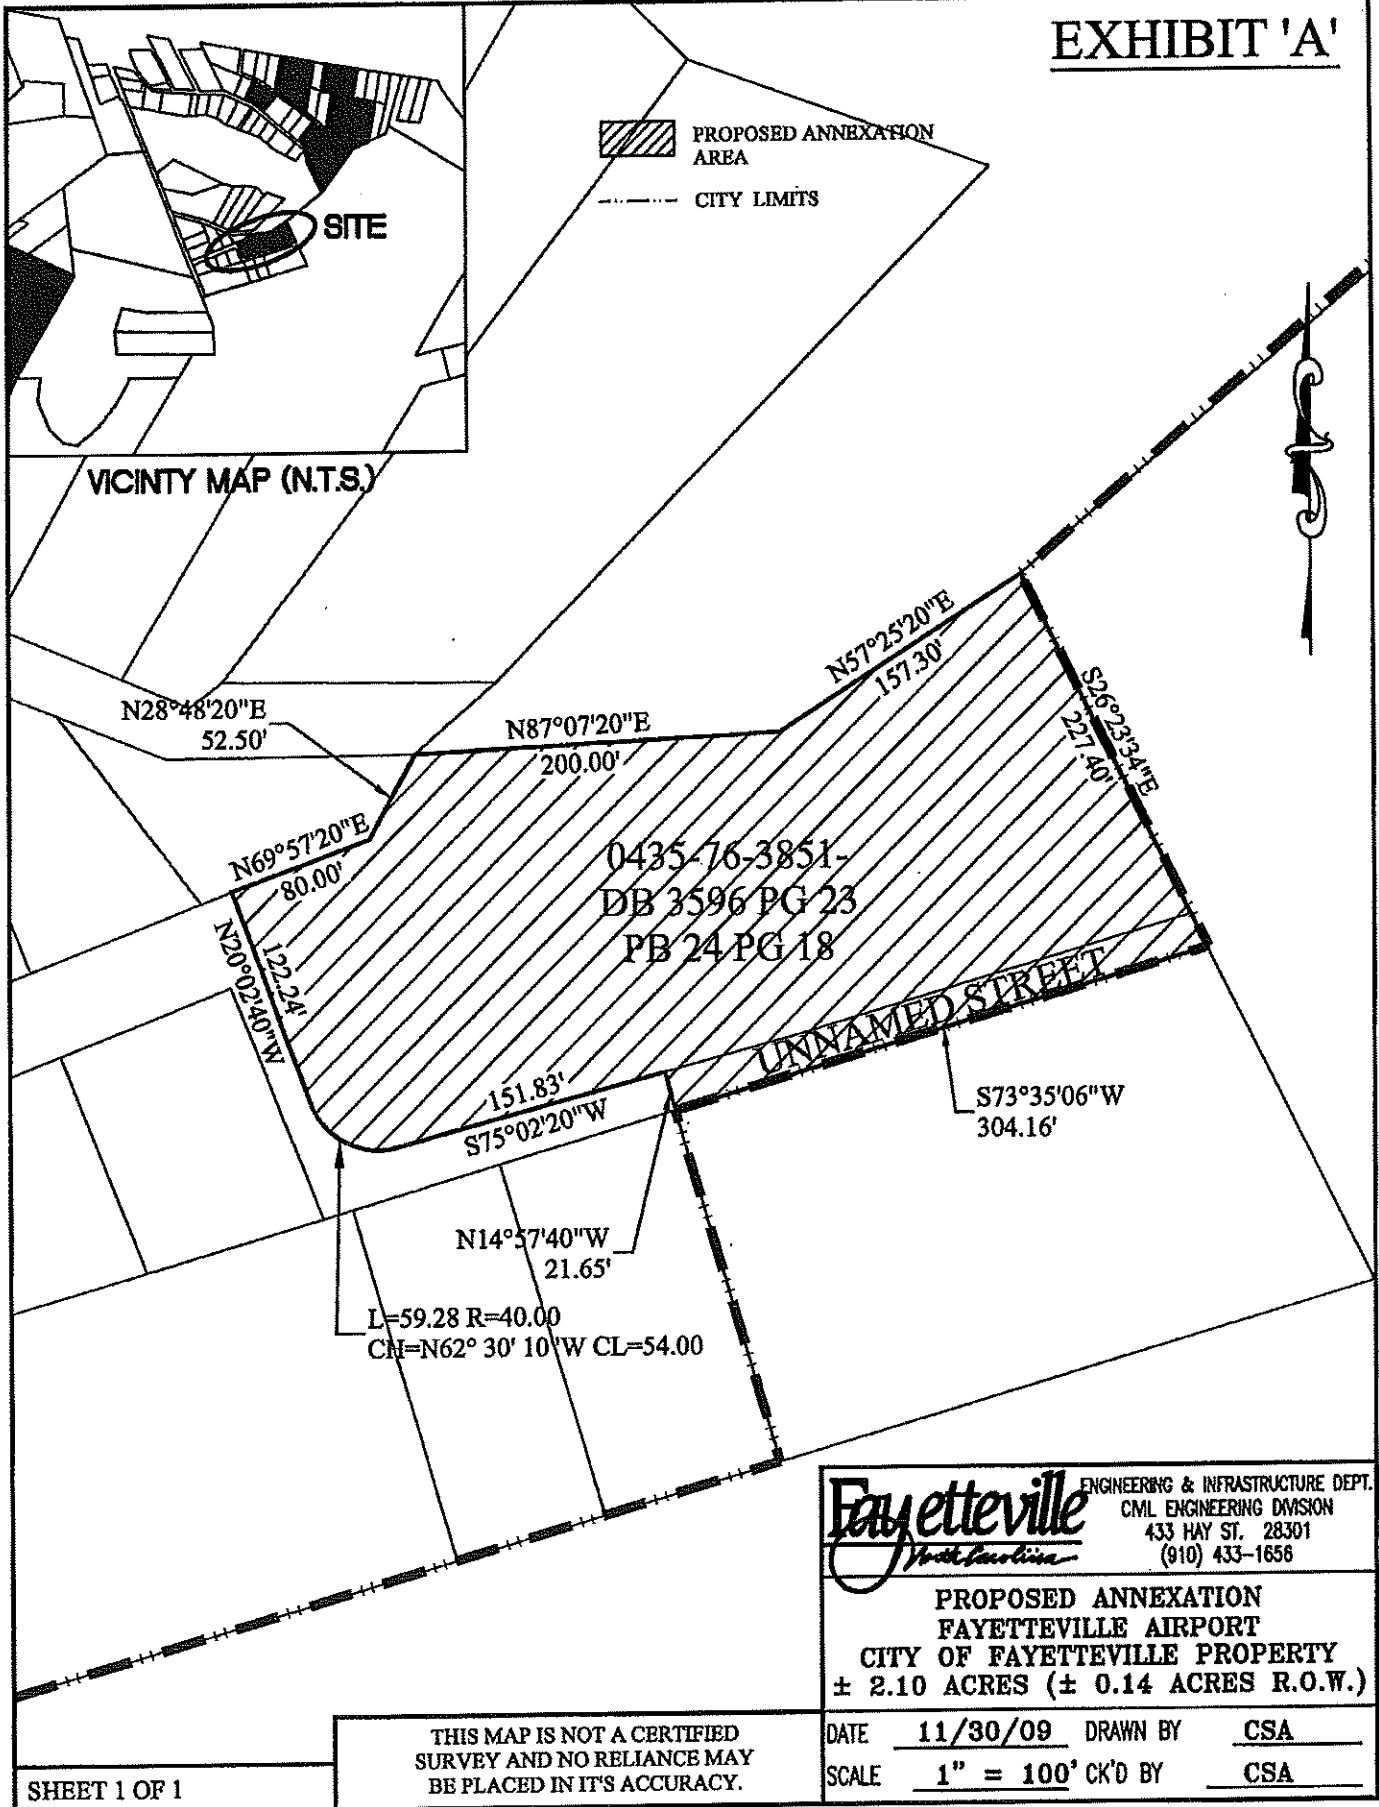 EXHIBIT 'A'
PROPOSED ANNEXATION
AREA
CITY LIMITS
SITE
VICINTY MAP (N.T.S.)
N57°25'20"E
157.30'
S26°23'34"E
227.40'
N28°48'20"E
52.50'
N87°07'20"E
200.00'
N69°57'20"E
80.00'
0435-76-3851-
DB 3596 PG 23
PB 24 PG 18
N20°02'40"W
122.24'
UNNAMED STREET
151.83'
S75°02'20"W
S73°35'06"W
304.16'
N14°57'40"W
21.65'
L=59.28 R=40.00
CH=N62° 30' 10"W CL=54.00
Fayetteville
North Carolina
ENGINEERING & INFRASTRUCTURE DEPT.
CIVIL ENGINEERING DIVISION
433 HAY ST. 28301
(910) 433-1656
PROPOSED ANNEXATION
FAYETTEVILLE AIRPORT
CITY OF FAYETTEVILLE PROPERTY
± 2.10 ACRES (± 0.14 ACRES R.O.W.)
DATE 11/30/09 DRAWN BY CSA
SCALE 1" = 100' CK'D BY CSA
THIS MAP IS NOT A CERTIFIED
SURVEY AND NO RELIANCE MAY
BE PLACED IN IT'S ACCURACY.
SHEET 1 OF 1